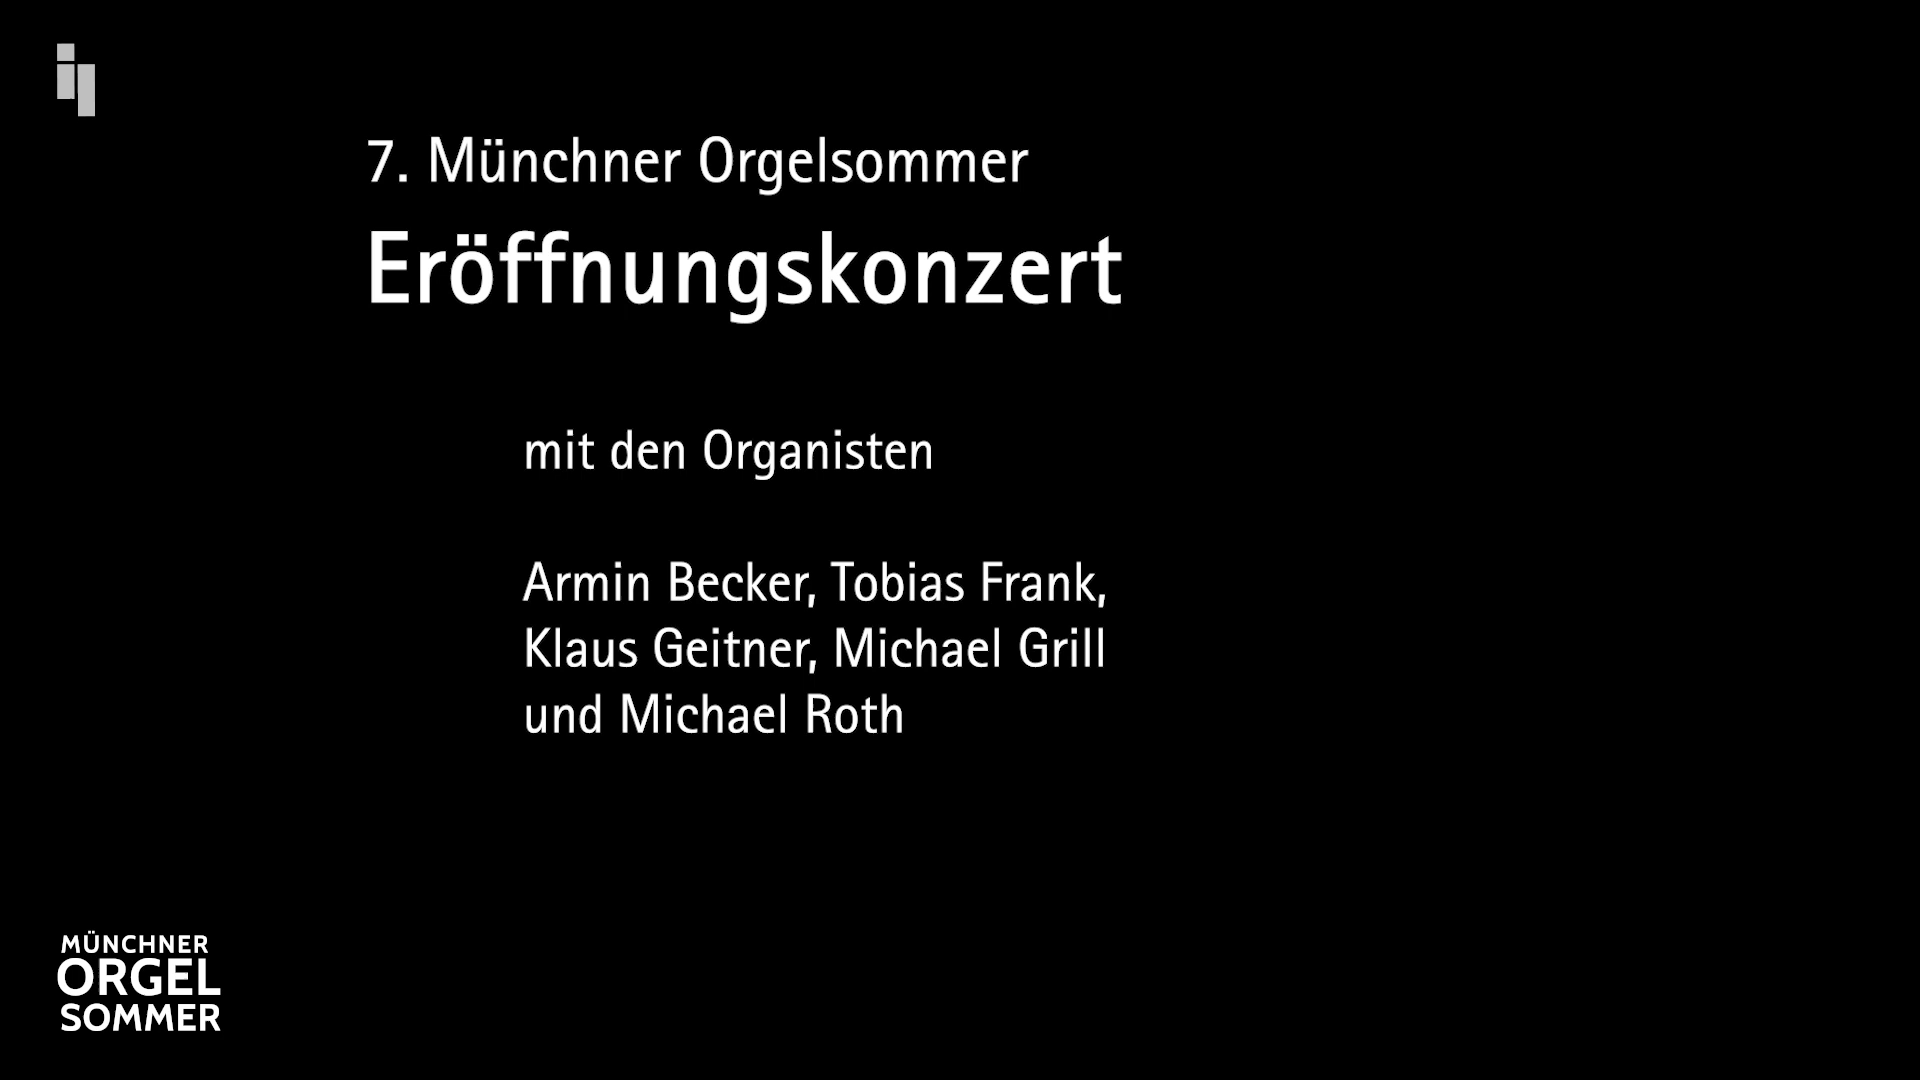 7. Münchner Orgelsommer
Eröffnungskonzert
mit den Organisten
Armin Becker, Tobias Frank,
Klaus Geitner, Michael Grill
und Michael Roth
MÜNCHNER
ORGEL
SOMMER